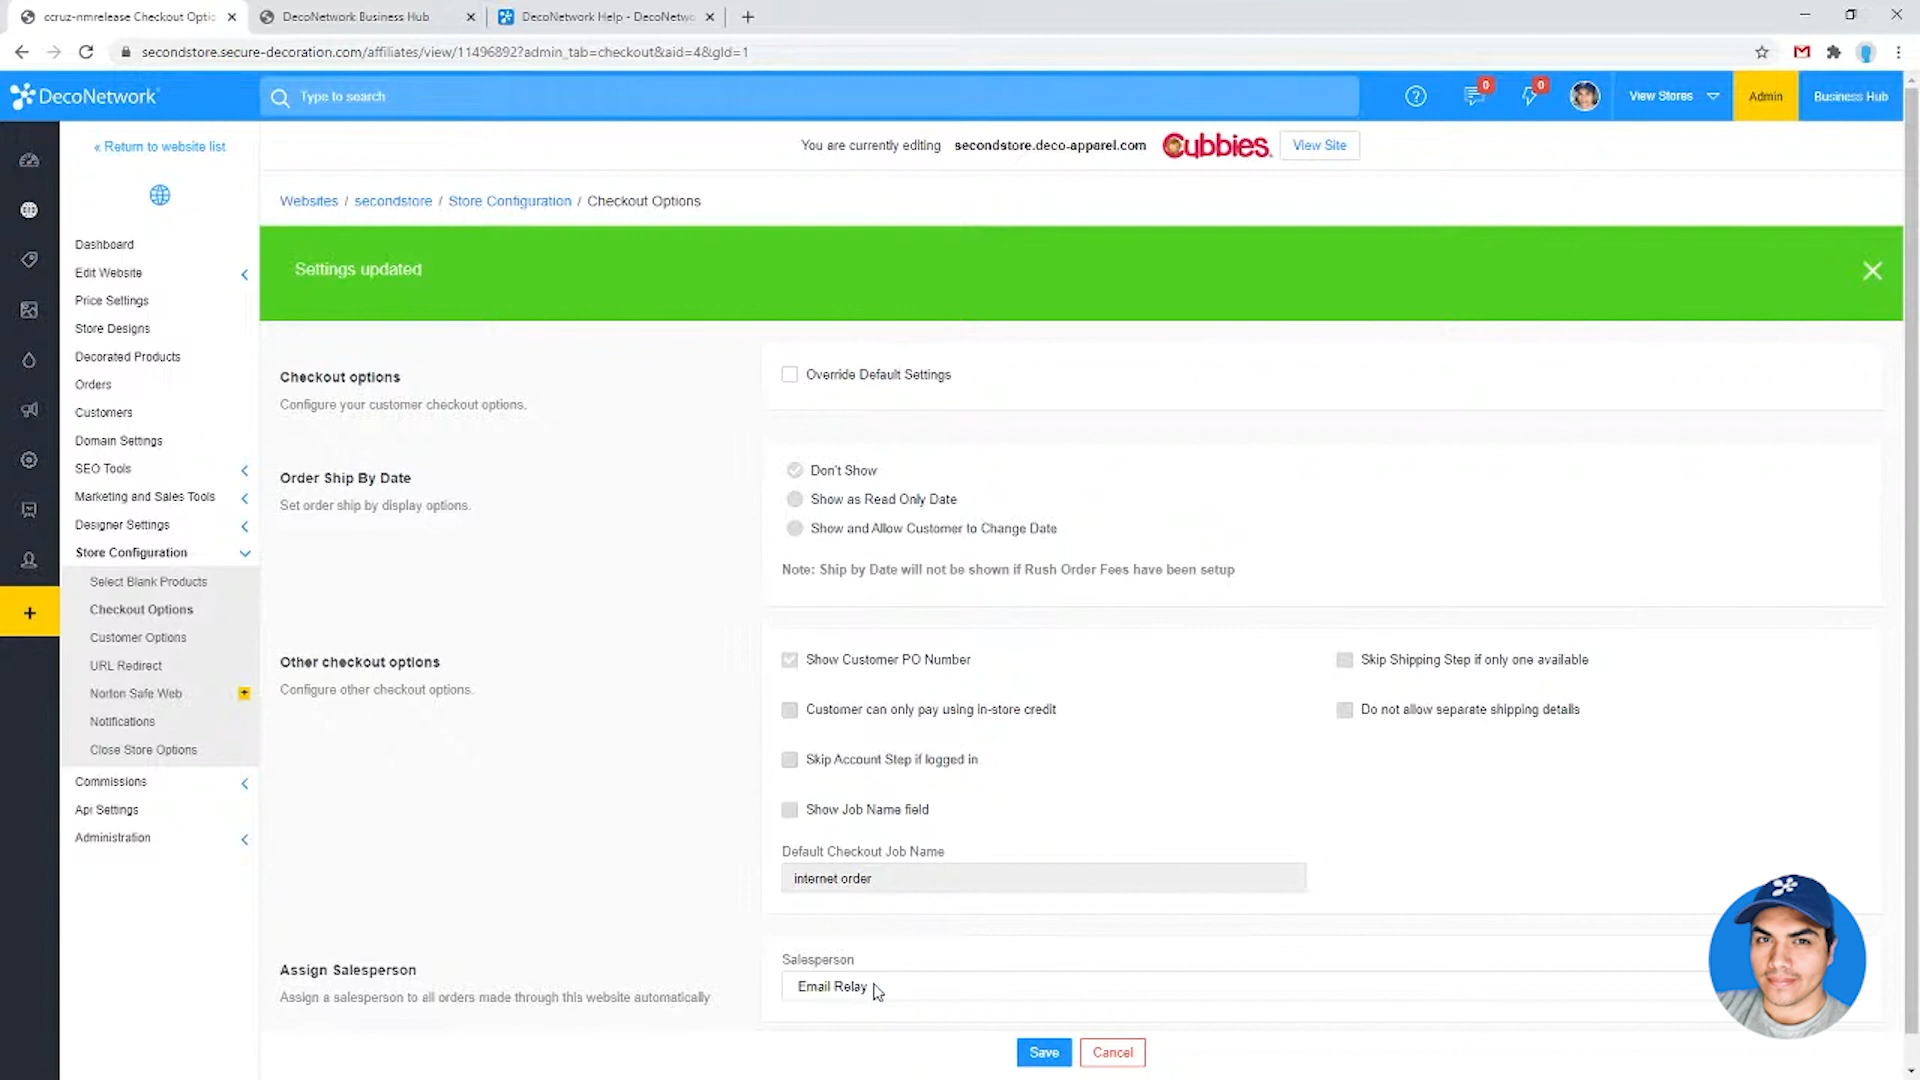 ccruz-nmrelease Checkout Optic
DecoNetwork Business Hub
DecoNetwork Help - DecoNetwo
secondstore.secure-decoration.com/affiliates/view/11496892?admin_tab=checkout&aid=4&gld=1
DecoNetwork
Type to search
0
0
View Stores
Admin
Business Hub
« Return to website list
You are currently editing secondstore.deco-apparel.com
Cubbies
View Site
Websites / secondstore / Store Configuration / Checkout Options
Settings updated
Dashboard
Edit Website
Price Settings
Store Designs
Decorated Products
Orders
Customers
Domain Settings
SEO Tools
Marketing and Sales Tools
Designer Settings
Store Configuration
Select Blank Products
Checkout Options
Customer Options
URL Redirect
Norton Safe Web
Notifications
Close Store Options
Commissions
Api Settings
Administration
Checkout options
Configure your customer checkout options.
Override Default Settings
Order Ship By Date
Set order ship by display options.
Don't Show
Show as Read Only Date
Show and Allow Customer to Change Date
Note: Ship by Date will not be shown if Rush Order Fees have been setup
Other checkout options
Configure other checkout options.
Show Customer PO Number
Skip Shipping Step if only one available
Customer can only pay using in-store credit
Do not allow separate shipping details
Skip Account Step if logged in
Show Job Name field
Default Checkout Job Name
internet order
Assign Salesperson
Assign a salesperson to all orders made through this website automatically
Salesperson
Email Relay
Save
Cancel